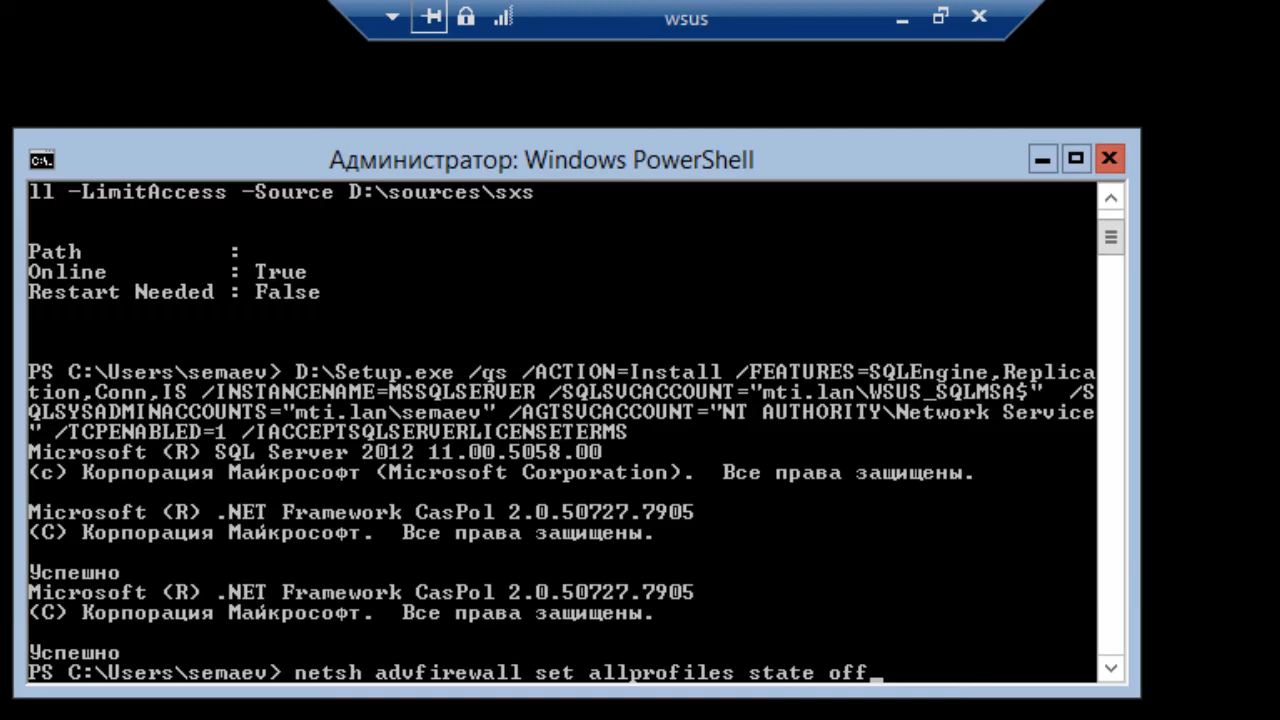 wsus
Администратор: Windows PowerShell
ll -LimitAccess -Source D:\sources\sxs
Path :
Online : True
Restart Needed : False
PS C:\Users\semaev> D:\Setup.exe /qs /ACTION=Install /FEATURES=SQLEngine,Replica
tion,Conn,IS /INSTANCENAME=MSSQLSERVER /SQLSVCACCOUNT="mti.lan\WSUS_SQLMSA$" /S
QLSYSADMINACCOUNTS="mti.lan\semaev" /AGTSVCACCOUNT="NT AUTHORITY\Network Service
" /TCPENABLED=1 /IACCEPTSQLSERVERLICENSETERMS
Microsoft (R) SQL Server 2012 11.00.5058.00
(c) Корпорация Майкрософт (Microsoft Corporation). Все права защищены.
Microsoft (R) .NET Framework CasPol 2.0.50727.7905
(C) Корпорация Майкрософт. Все права защищены.
Успешно
Microsoft (R) .NET Framework CasPol 2.0.50727.7905
(C) Корпорация Майкрософт. Все права защищены.
Успешно
PS C:\Users\semaev> netsh advfirewall set allprofiles state off_